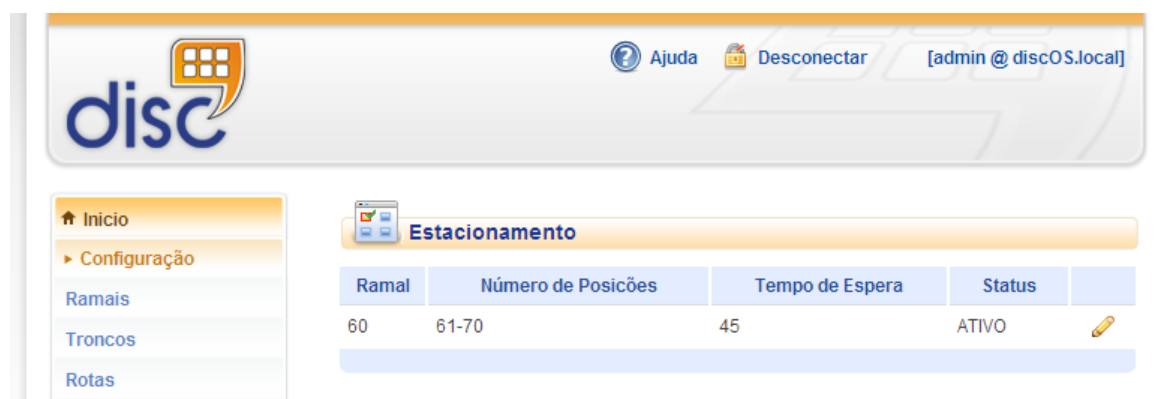 disc
Ajuda Desconectar [admin @ discOS.local]
Inicio
Configuração
Ramais
Troncos
Rotas
Estacionamento
Ramal Número de Posicões Tempo de Espera Status
60 61-70 45 ATIVO